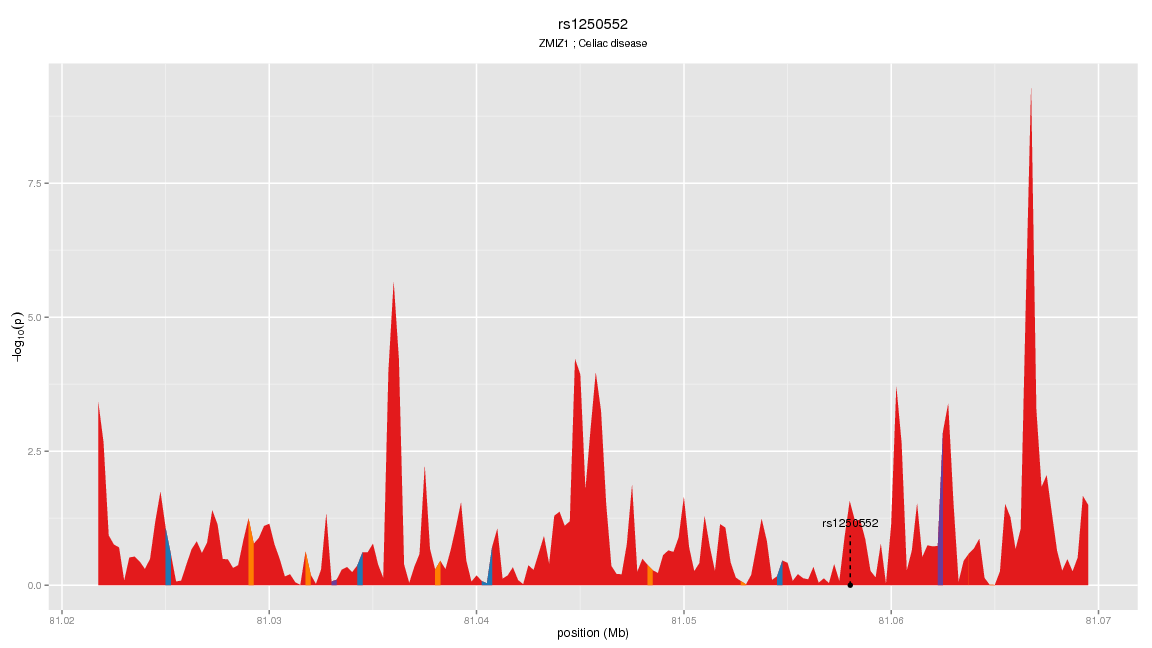 rs1250552
ZMIZ1 ; Celiac disease
−log10(p)
7.5
5.0
2.5
0.0
rs1250552
81.02 81.03 81.04 81.05 81.06 81.07
position (Mb)